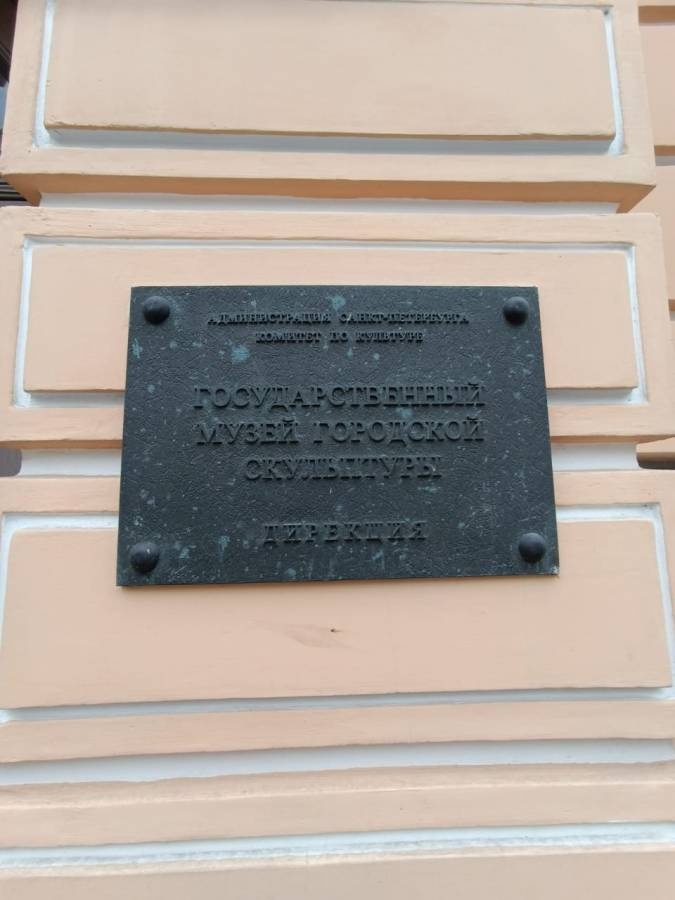 АДМИНИСТРАЦИЯ САНКТ-ПЕТЕРБУРГА
КОМИТЕТ ПО КУЛЬТУРЕ
ГОСУДАРСТВЕННЫЙ
МУЗЕЙ ГОРОДСКОЙ
СКУЛЬПТУРЫ
ДИРЕКЦИЯ